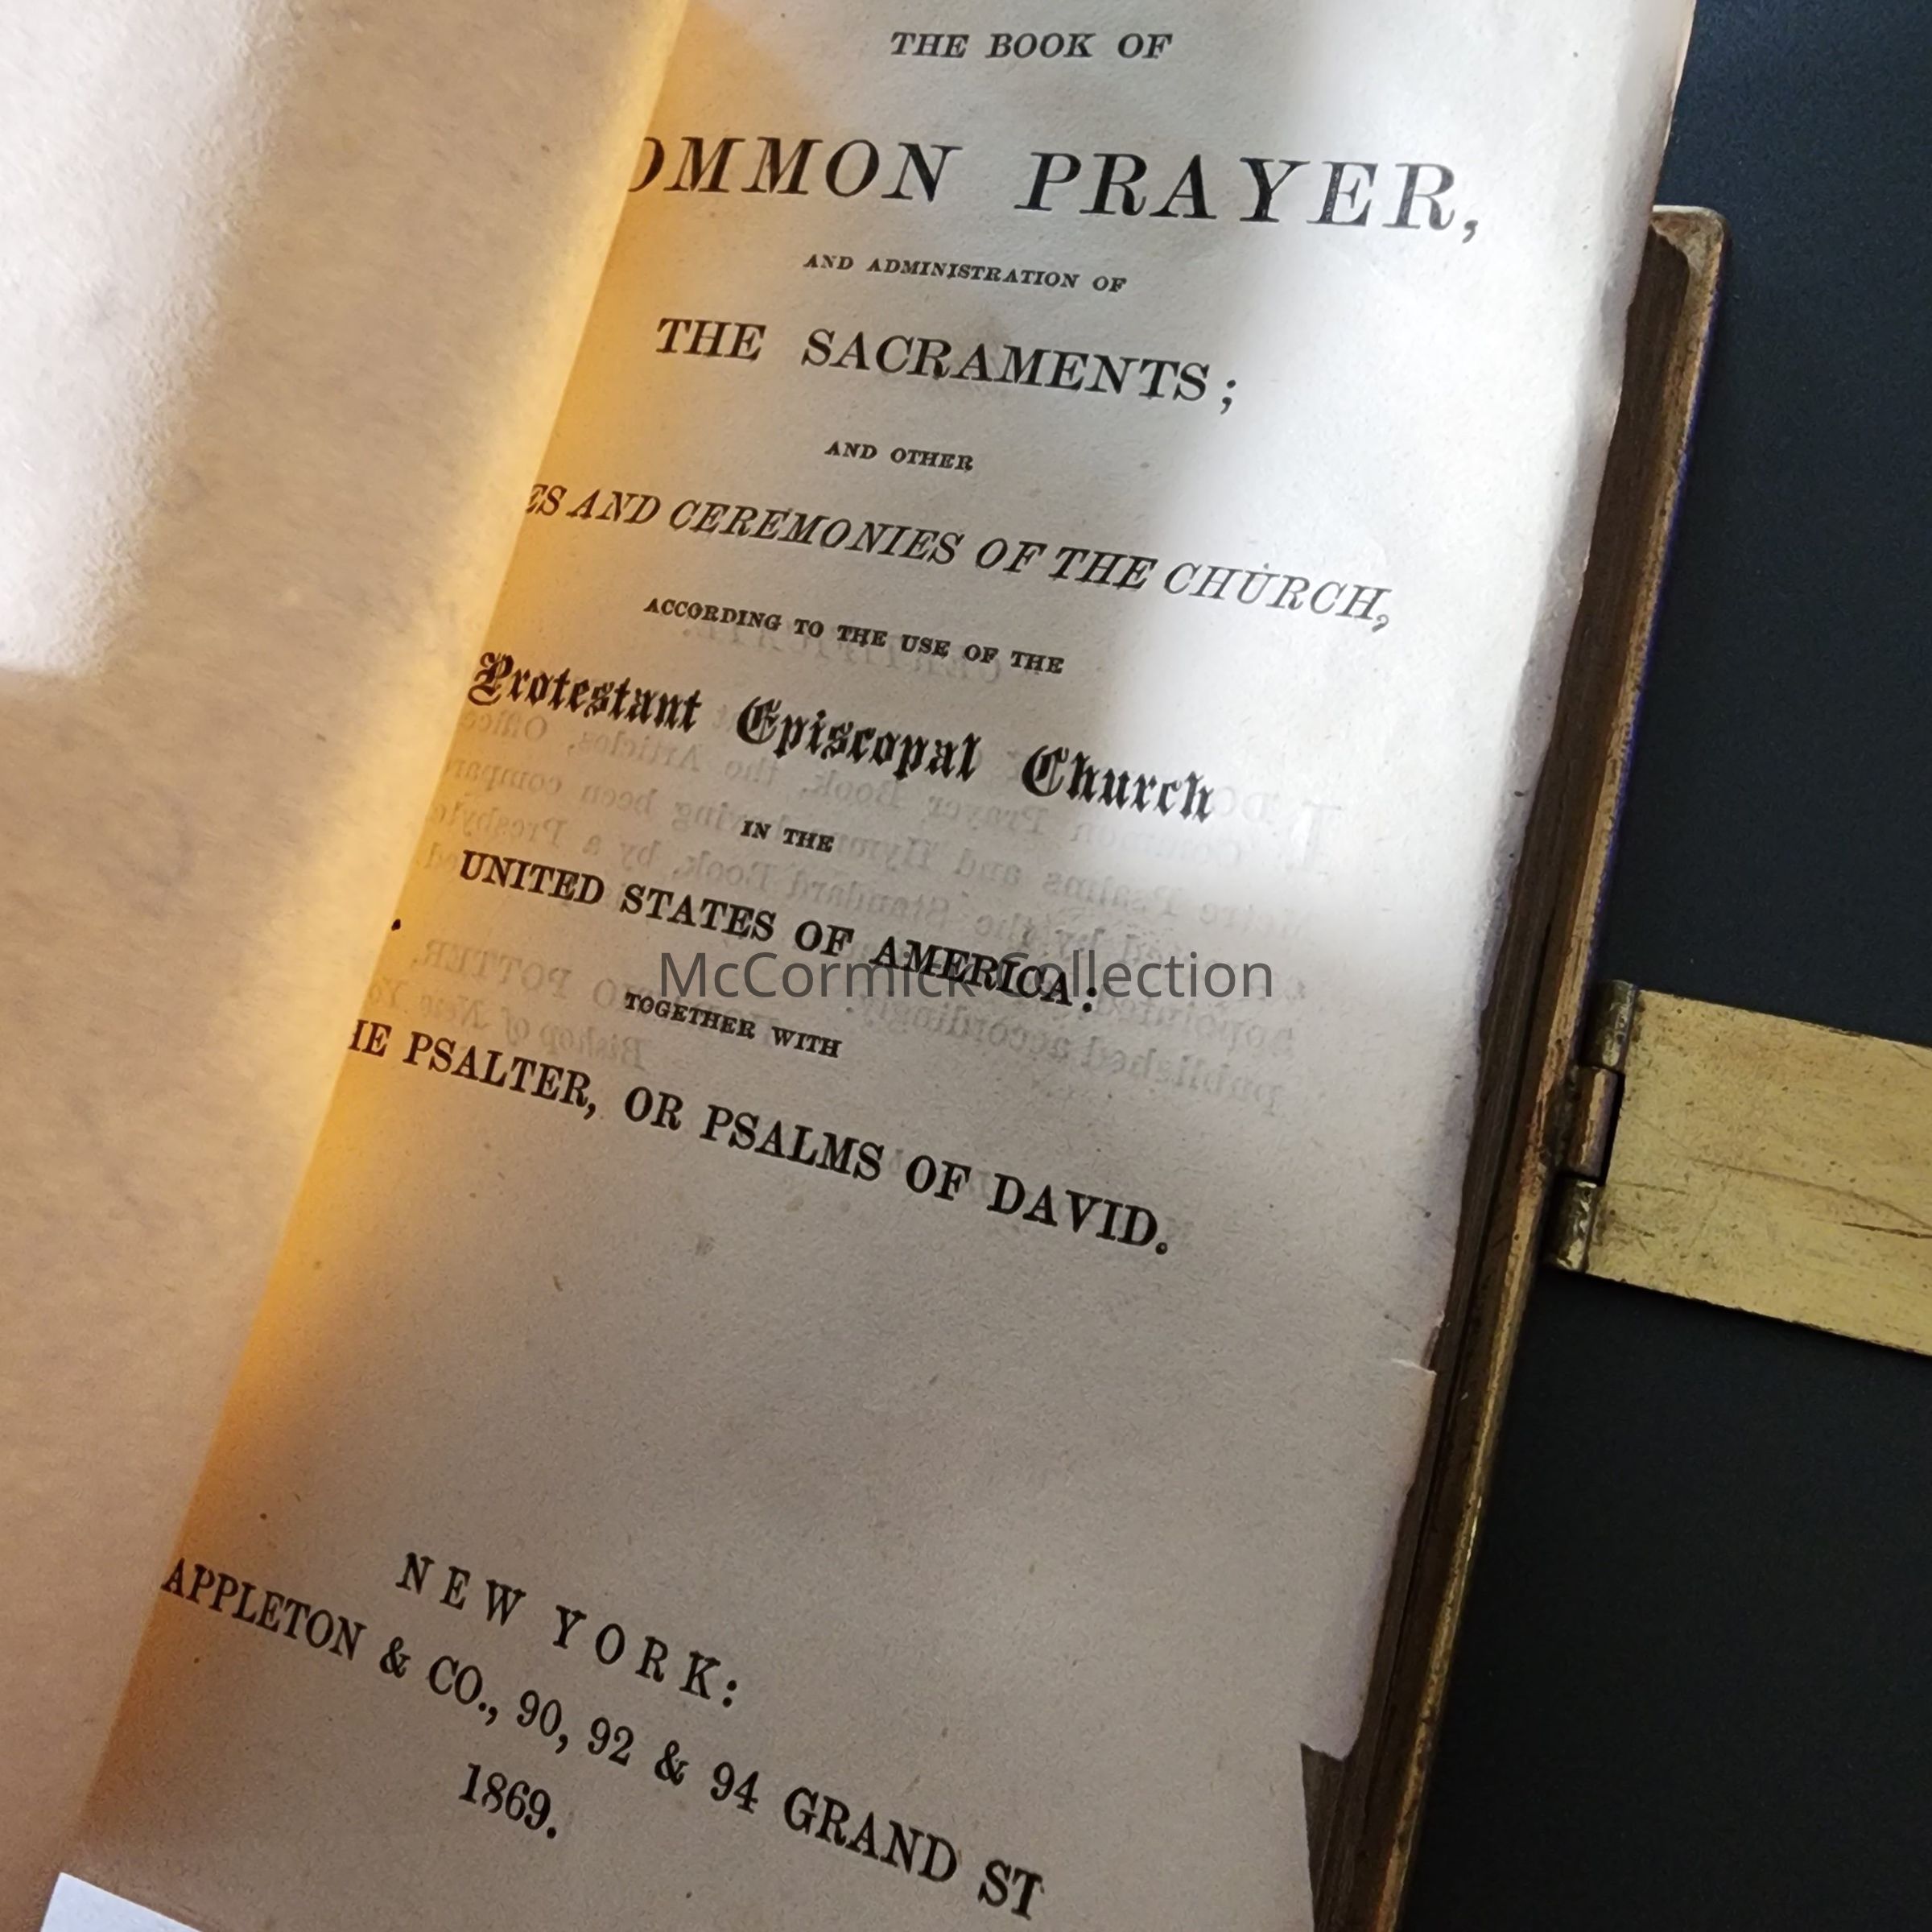 THE BOOK OF
OMMON PRAYER,
AND ADMINISTRATION OF
THE SACRAMENTS;
AND OTHER
ES AND CEREMONIES OF THE CHURCH,
ACCORDING TO THE USE OF THE
Protestant Episcopal Church
IN THE
UNITED STATES OF AMERICA:
McCormick Collection
TOGETHER WITH
HE PSALTER, OR PSALMS OF DAVID.
NEW YORK:
APPLETON & CO., 90, 92 & 94 GRAND ST
1869.